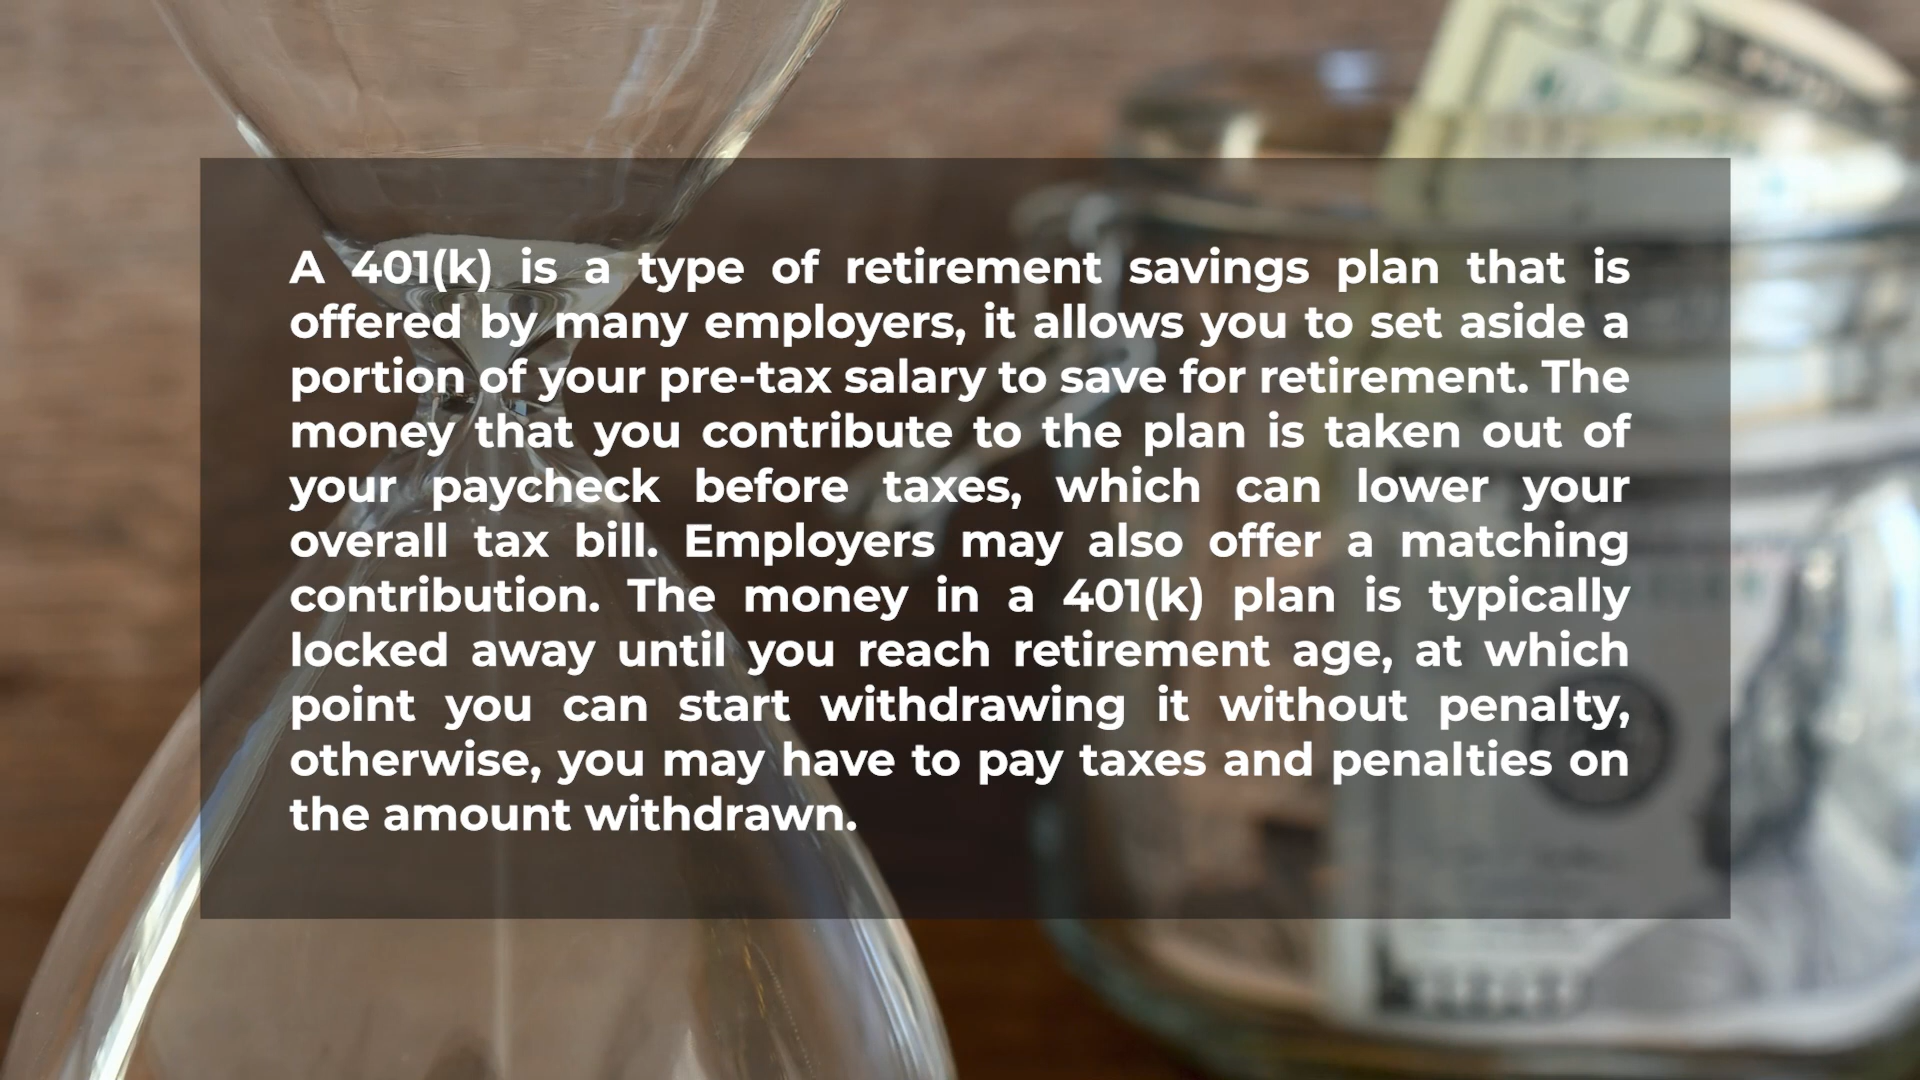 A 401(k) is a type of retirement savings plan that is
offered by many employers, it allows you to set aside a
portion of your pre-tax salary to save for retirement. The
money that you contribute to the plan is taken out of
your paycheck before taxes, which can lower your
overall tax bill. Employers may also offer a matching
contribution. The money in a 401(k) plan is typically
locked away until you reach retirement age, at which
point you can start withdrawing it without penalty,
otherwise, you may have to pay taxes and penalties on
the amount withdrawn.